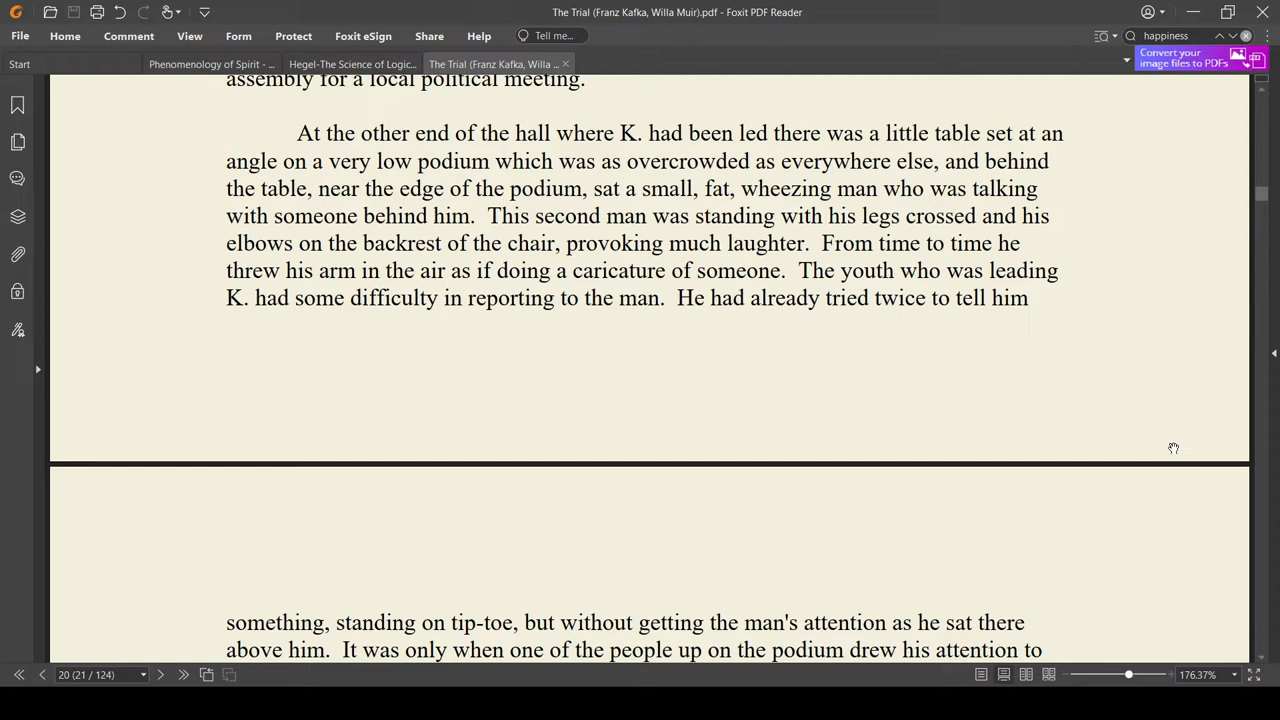 The Trial (Franz Kafka, Willa Muir).pdf - Foxit PDF Reader
File Home Comment View Form Protect Foxit eSign Share Help Tell me... happiness
Start Phenomenology of Spirit - ... Hegel-The Science of Logic... The Trial (Franz Kafka, Willa ...
Convert your
image files to PDFs
assembly for a local political meeting.
At the other end of the hall where K. had been led there was a little table set at an
angle on a very low podium which was as overcrowded as everywhere else, and behind
the table, near the edge of the podium, sat a small, fat, wheezing man who was talking
with someone behind him. This second man was standing with his legs crossed and his
elbows on the backrest of the chair, provoking much laughter. From time to time he
threw his arm in the air as if doing a caricature of someone. The youth who was leading
K. had some difficulty in reporting to the man. He had already tried twice to tell him
something, standing on tip-toe, but without getting the man's attention as he sat there
above him. It was only when one of the people up on the podium drew his attention to
20 (21 / 124) 176.37%